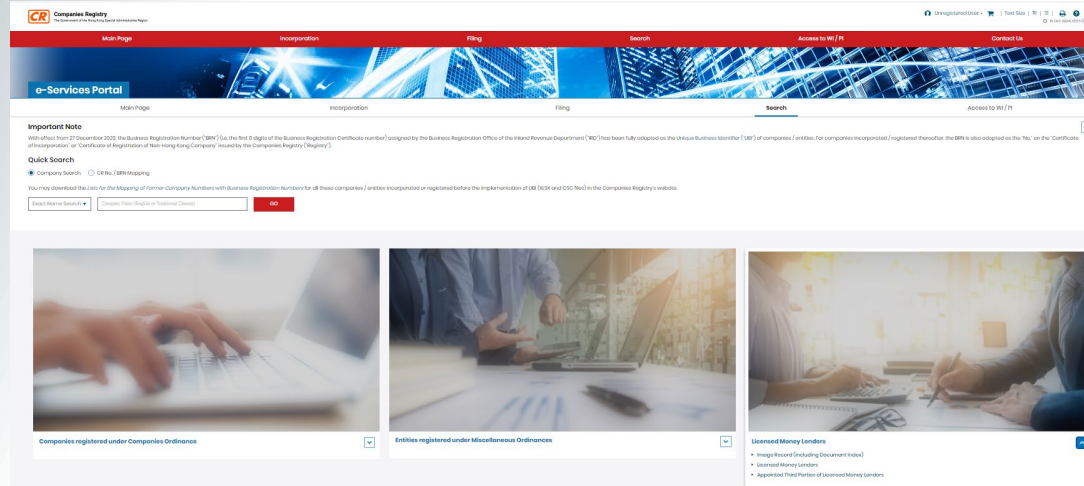 CR Companies Registry
The Government of the Hong Kong Special Administrative Region
Unregistered User
Text Size
Main Page Incorporation Filing Search Access to WI / PI Contact Us
e-Services Portal
Main Page Incorporation Filing Search Access to WI / PI
Important Note
With effect from 27 December 2023, the Business Registration Number ("BRN") (i.e. the first 8 digits of the Business Registration Certificate number) assigned by the Business Registration Office of the Inland Revenue Department ("IRD") has been fully adopted as the Unique Business Identifier ("UBI") of companies / entities. For companies incorporated / registered thereafter, the BRN is also adopted as the "No." on the "Certificate
of Incorporation" or "Certificate of Registration of Non-Hong Kong Company" issued by the Companies Registry ("Registry").
Quick Search
Company Search CR No. / BRN Mapping
You may download the Lists for the Mapping of Former Company Numbers with Business Registration Numbers for all those companies / entities incorporated or registered before the implementation of UBI (XLSX and CSC files) in the Companies Registry's website.
Exact Name Search Company Name (English or Traditional Chinese) GO
Companies registered under Companies Ordinance
Entities registered under Miscellaneous Ordinances
Licensed Money Lenders
Image Record (including Document Index)
Licensed Money Lenders
Appointed Third Parties of Licensed Money Lenders